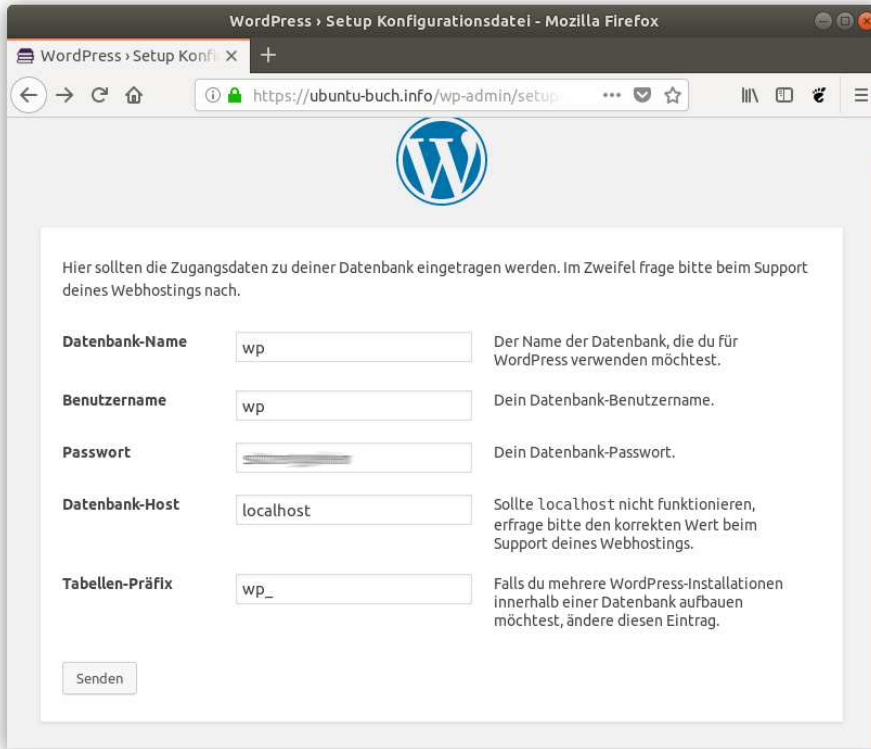 WordPress › Setup Konfigurationsdatei - Mozilla Firefox
WordPress › Setup Konfi
https://ubuntu-buch.info/wp-admin/setup
Hier sollten die Zugangsdaten zu deiner Datenbank eingetragen werden. Im Zweifel frage bitte beim Support
deines Webhostings nach.
Datenbank-Name
wp
Der Name der Datenbank, die du für
WordPress verwenden möchtest.
Benutzername
wp
Dein Datenbank-Benutzername.
Passwort
Dein Datenbank-Passwort.
Datenbank-Host
localhost
Sollte localhost nicht funktionieren,
erfrage bitte den korrekten Wert beim
Support deines Webhostings.
Tabellen-Präfix
wp_
Falls du mehrere WordPress-Installationen
innerhalb einer Datenbank aufbauen
möchtest, ändere diesen Eintrag.
Senden